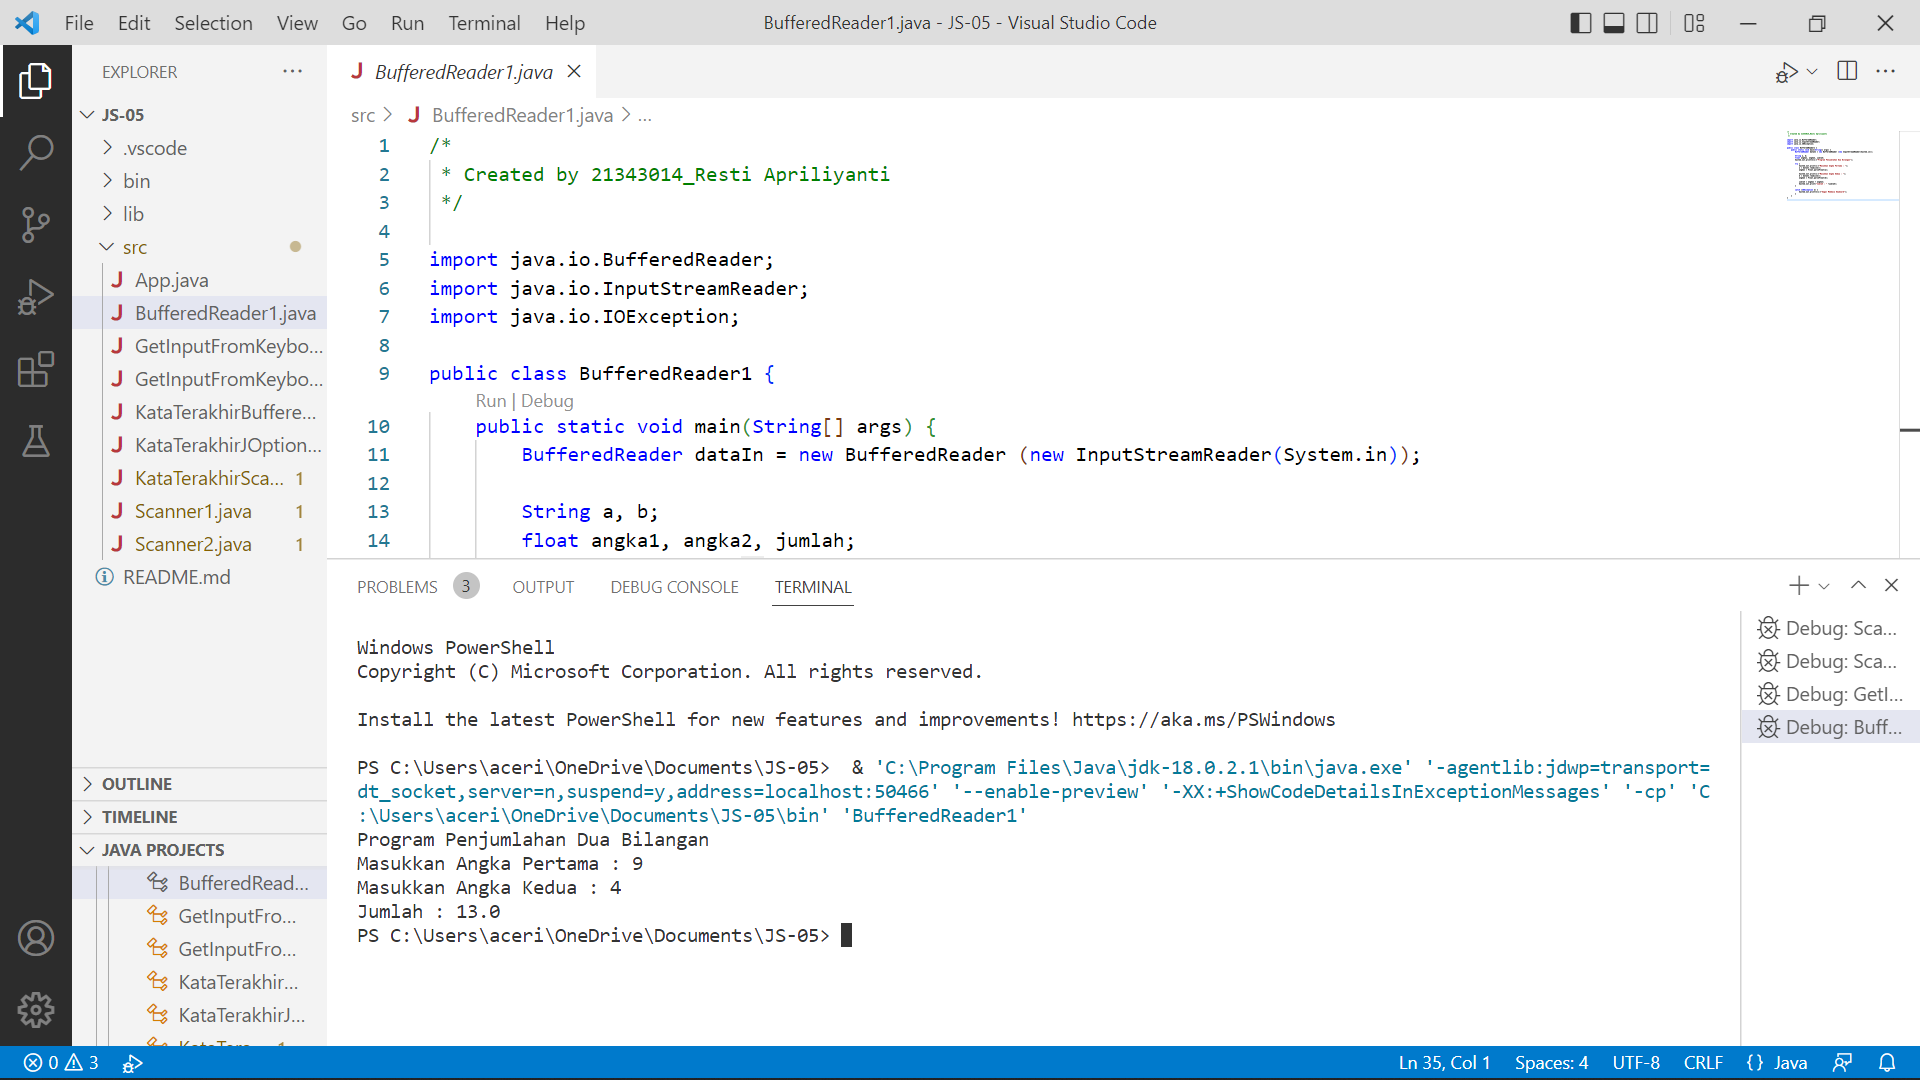 File Edit Selection View Go Run Terminal Help
BufferedReader1.java - JS-05 - Visual Studio Code
EXPLORER
JS-05
.vscode
bin
lib
src
J App.java
J BufferedReader1.java
J GetInputFromKeybo...
J GetInputFromKeybo...
J KataTerakhirBuffere...
J KataTerakhirJOption...
J KataTerakhirSca... 1
J Scanner1.java 1
J Scanner2.java 1
README.md
OUTLINE
TIMELINE
JAVA PROJECTS
BufferedRead...
GetInputFro...
GetInputFro...
KataTerakhir...
KataTerakhirJ...
J BufferedReader1.java
src > J BufferedReader1.java > ...
1 /*
2 * Created by 21343014_Resti Apriliyanti
3 */
4
5 import java.io.BufferedReader;
6 import java.io.InputStreamReader;
7 import java.io.IOException;
8
9 public class BufferedReader1 {
Run | Debug
10 public static void main(String[] args) {
11 BufferedReader dataIn = new BufferedReader (new InputStreamReader(System.in));
12
13 String a, b;
14 float angka1, angka2, jumlah;
PROBLEMS 3 OUTPUT DEBUG CONSOLE TERMINAL
Windows PowerShell
Copyright (C) Microsoft Corporation. All rights reserved.
Install the latest PowerShell for new features and improvements! https://aka.ms/PSWindows
PS C:\Users\aceri\OneDrive\Documents\JS-05>  & 'C:\Program Files\Java\jdk-18.0.2.1\bin\java.exe' '-agentlib:jdwp=transport=
dt_socket,server=n,suspend=y,address=localhost:50466' '--enable-preview' '-XX:+ShowCodeDetailsInExceptionMessages' '-cp' 'C
:\Users\aceri\OneDrive\Documents\JS-05\bin' 'BufferedReader1'
Program Penjumlahan Dua Bilangan
Masukkan Angka Pertama : 9
Masukkan Angka Kedua : 4
Jumlah : 13.0
PS C:\Users\aceri\OneDrive\Documents\JS-05>
Debug: Sca...
Debug: Sca...
Debug: GetI...
Debug: Buff...
0 3
Ln 35, Col 1 Spaces: 4 UTF-8 CRLF {} Java